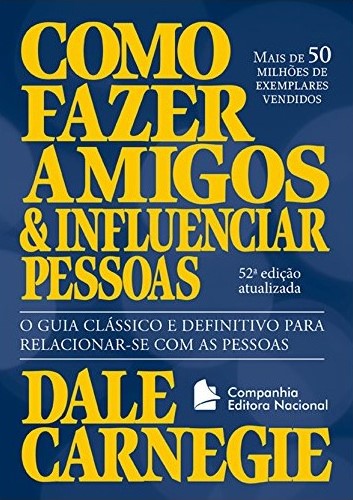 COMO
FAZER
AMIGOS
& INFLUENCIAR
PESSOAS
MAIS DE 50
MILHÕES DE
EXEMPLARES
VENDIDOS
52ª edição
atualizada
O GUIA CLÁSSICO E DEFINITIVO PARA
RELACIONAR-SE COM AS PESSOAS
DALE
CARNEGIE
Companhia
Editora Nacional